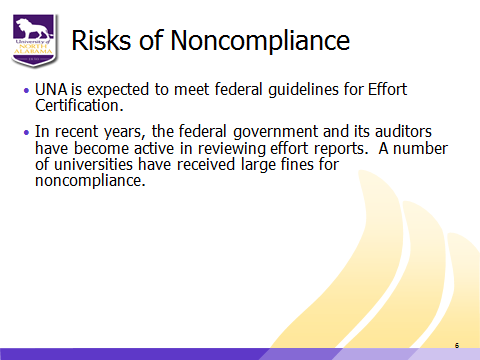 University of
NORTH
ALABAMA
Risks of Noncompliance
• UNA is expected to meet federal guidelines for Effort
Certification.
• In recent years, the federal government and its auditors
have become active in reviewing effort reports.  A number
of universities have received large fines for
noncompliance.
6